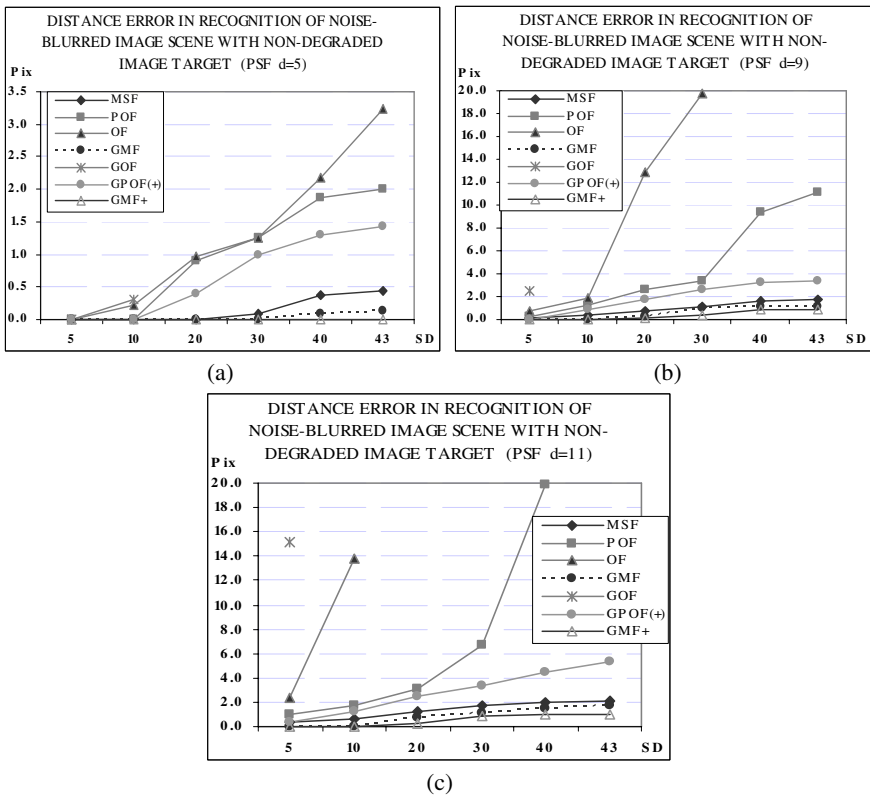 DISTANCE ERROR IN RECOGNITION OF NOISE-
BLURRED IMAGE SCENE WITH NON-DEGRADED
IMAGE TARGET (PSF d=5)
Pix
3.5
3.0
2.5
2.0
1.5
1.0
0.5
0.0
MSF
POF
OF
GMF
GOF
GPOF(+)
GMF+
5 10 20 30 40 43 SD
(a)
DISTANCE ERROR IN RECOGNITION OF
NOISE-BLURRED IMAGE SCENE WITH NON-
DEGRADED IMAGE TARGET (PSF d=9)
Pix
20.0
18.0
16.0
14.0
12.0
10.0
8.0
6.0
4.0
2.0
0.0
MSF
POF
OF
GMF
GOF
GPOF(+)
GMF+
5 10 20 30 40 43 SD
(b)
DISTANCE ERROR IN RECOGNITION OF
NOISE-BLURRED IMAGE SCENE WITH NON-
DEGRADED IMAGE TARGET (PSF d=11)
Pix
20.0
18.0
16.0
14.0
12.0
10.0
8.0
6.0
4.0
2.0
0.0
MSF
POF
OF
GMF
GOF
GPOF(+)
GMF+
5 10 20 30 40 43 SD
(c)